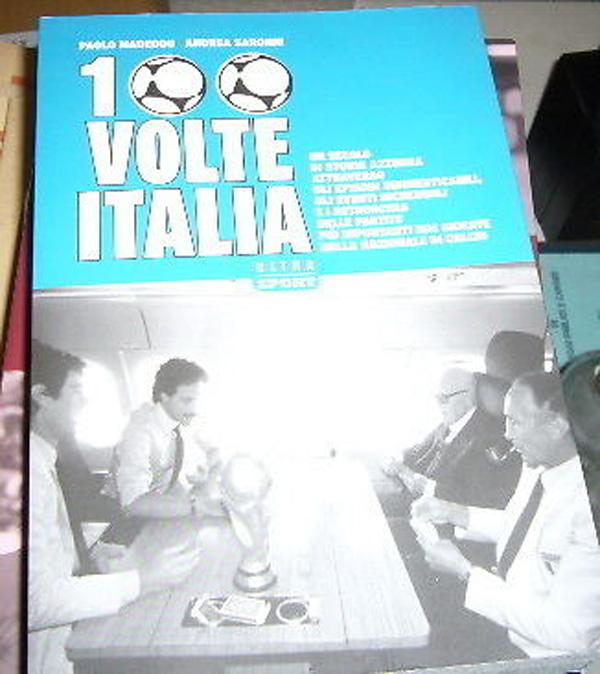 PAOLO MADEDDU ANDREA SARONNI
100
VOLTE
ITALIA
UN SECOLO
DI STORIA AZZURRA
ATTRAVERSO
GLI EPISODI INDIMENTICABILI,
GLI EVENTI INCREDIBILI
E I RETROSCENA
DELLE PARTITE
PIÙ IMPORTANTI MAI GIOCATE
DALLA NAZIONALE DI CALCIO
ULTRA
SPORT